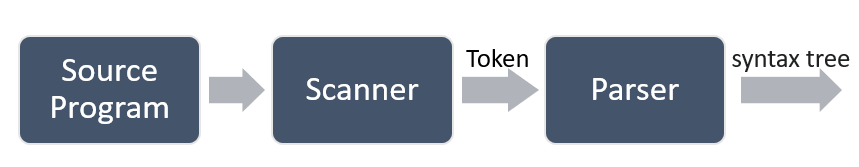 Source
Program
Scanner
Token
Parser
syntax tree